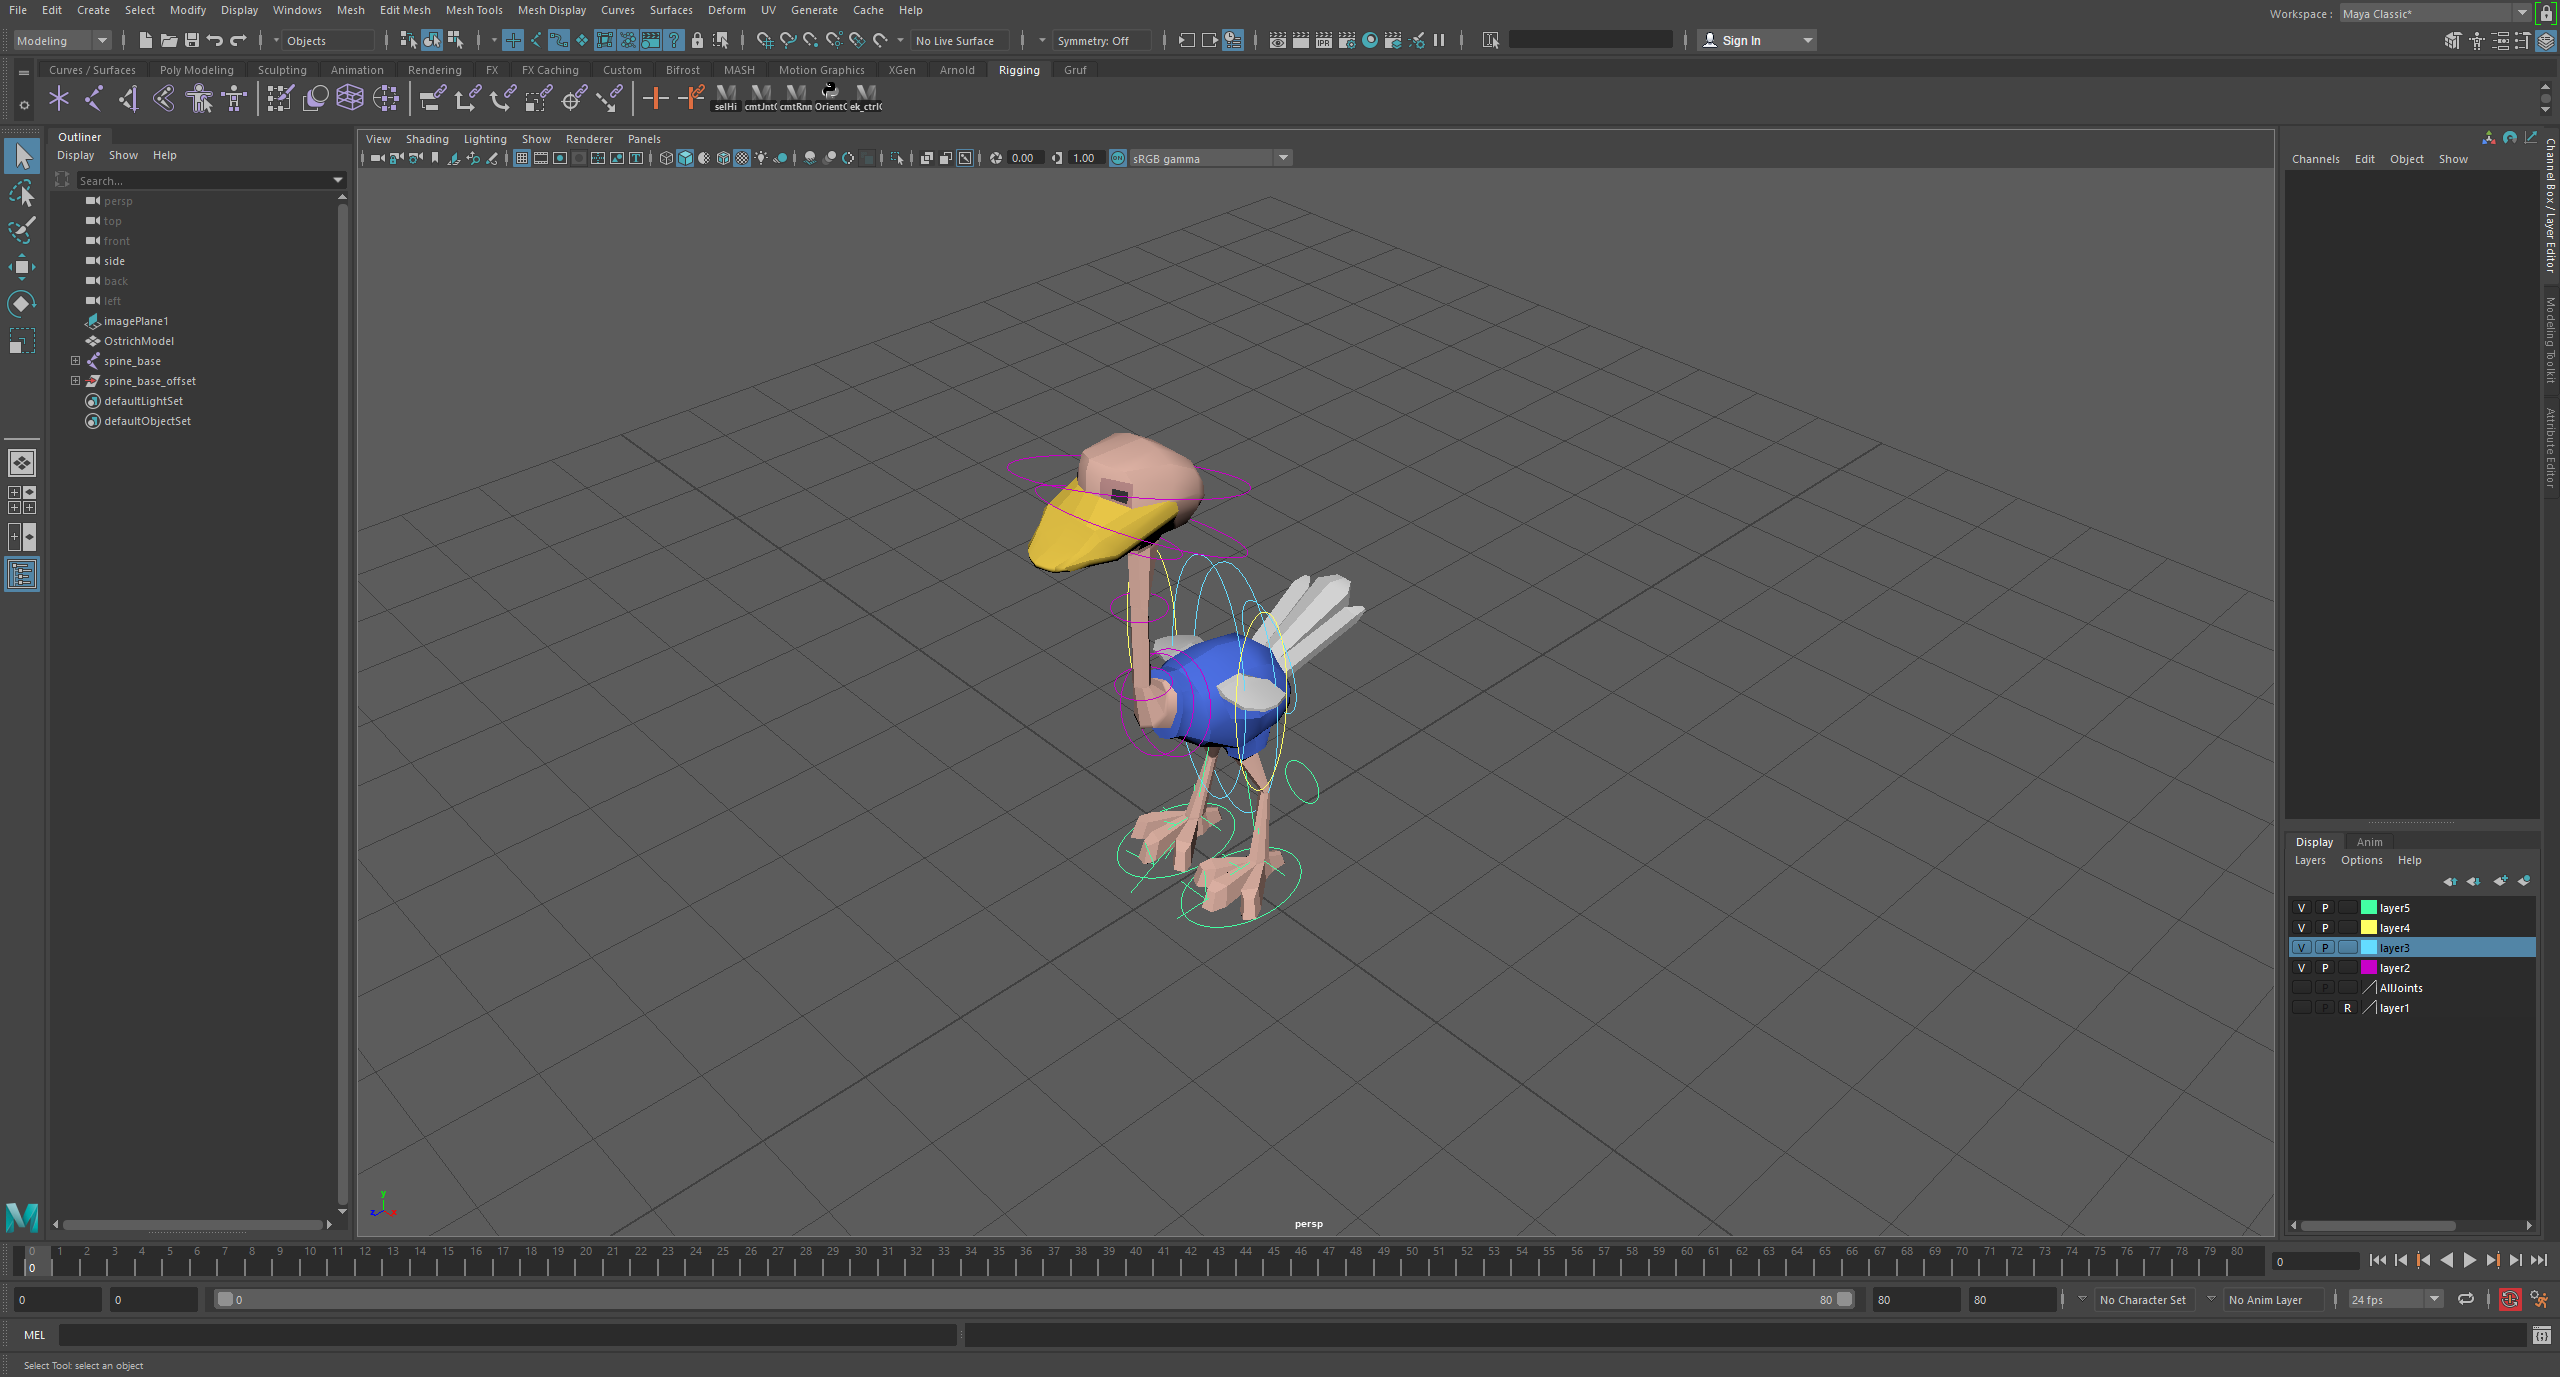 File Edit Create Select Modify Display Windows Mesh Edit Mesh Mesh Tools Mesh Display Curves Surfaces Deform UV Generate Cache Help
Workspace : Maya Classic*
Modeling Objects No Live Surface Symmetry: Off Sign In
Curves / Surfaces Poly Modeling Sculpting Animation Rendering FX FX Caching Custom Bifrost MASH Motion Graphics XGen Arnold Rigging Gruf
selHi cmtJnt cmtRnn Orient ek_ctrl
Outliner
Display Show Help
Search...
persp
top
front
side
back
left
imagePlane1
OstrichModel
spine_base
spine_base_offset
defaultLightSet
defaultObjectSet
View Shading Lighting Show Renderer Panels
0.00 1.00 sRGB gamma
y
z x
persp
Channels Edit Object Show
Channel Box / Layer Editor
Modeling Toolkit
Attribute Editor
Display Anim
Layers Options Help
V P layer5
V P layer4
V P layer3
V P layer2
P AllJoints
P R layer1
0 1 2 3 4 5 6 7 8 9 10 11 12 13 14 15 16 17 18 19 20 21 22 23 24 25 26 27 28 29 30 31 32 33 34 35 36 37 38 39 40 41 42 43 44 45 46 47 48 49 50 51 52 53 54 55 56 57 58 59 60 61 62 63 64 65 66 67 68 69 70 71 72 73 74 75 76 77 78 79 80
0 0
0 0 0 80 80 80 No Character Set No Anim Layer 24 fps
MEL
Select Tool: select an object